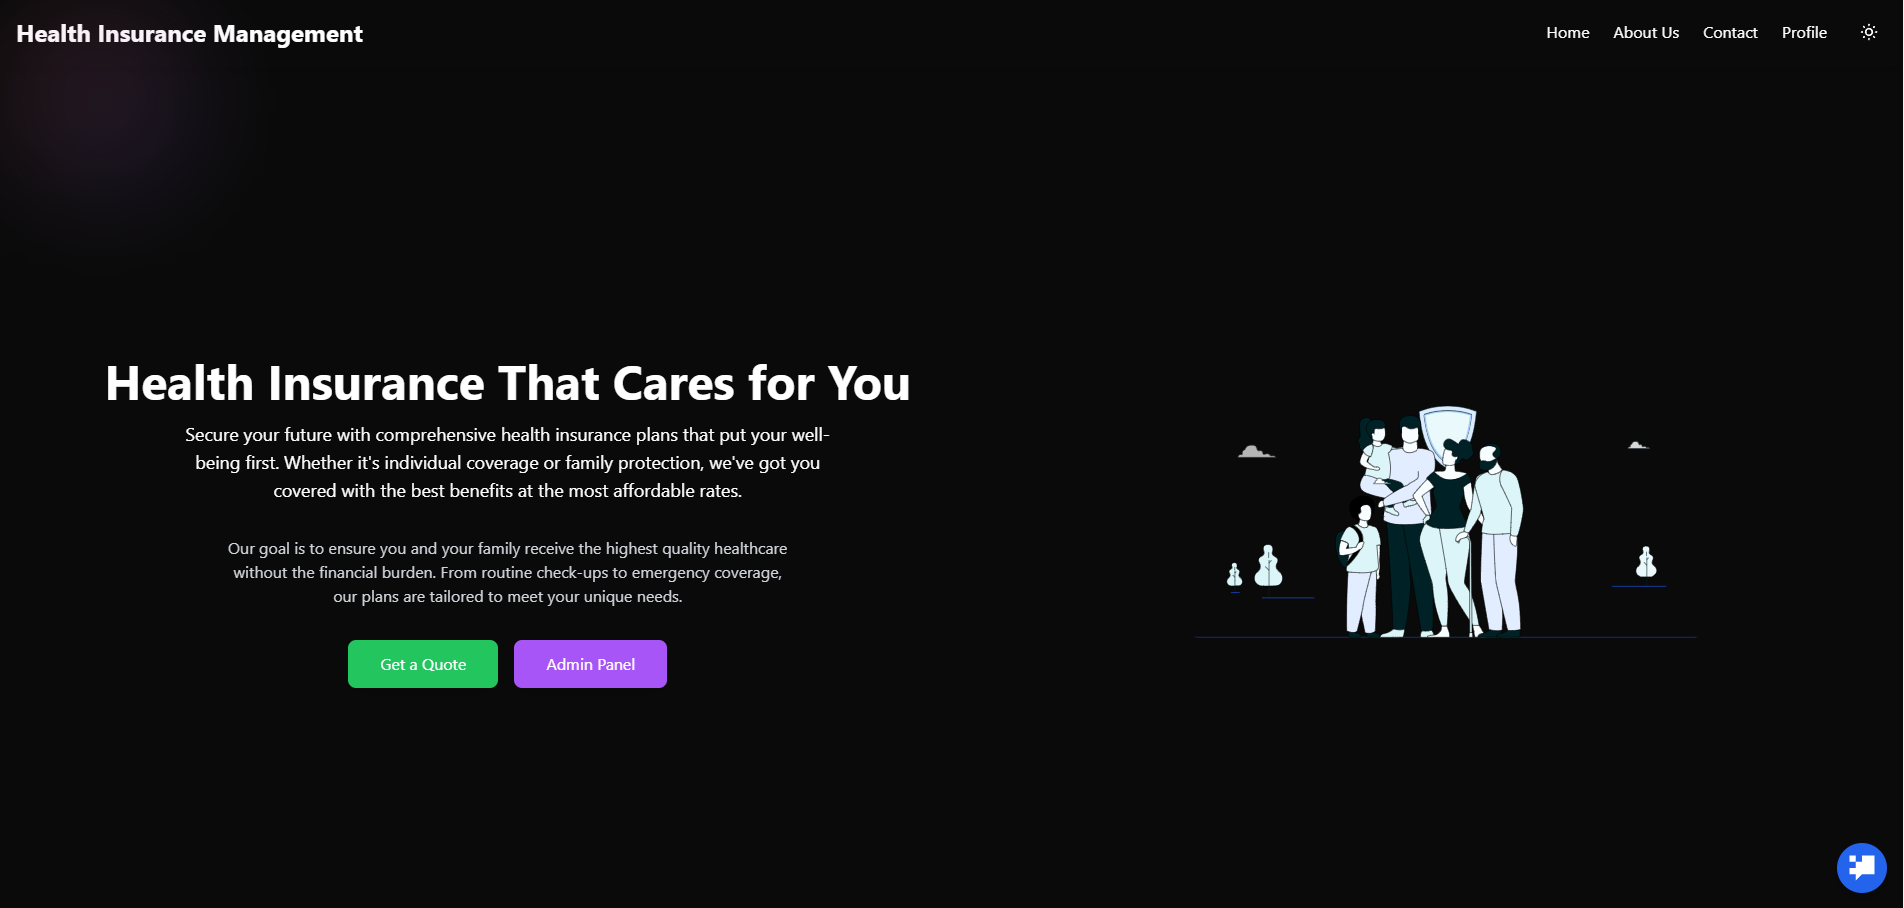 Health Insurance Management
Home
About Us
Contact
Profile
Health Insurance That Cares for You
Secure your future with comprehensive health insurance plans that put your well-
being first. Whether it's individual coverage or family protection, we've got you
covered with the best benefits at the most affordable rates.
Our goal is to ensure you and your family receive the highest quality healthcare
without the financial burden. From routine check-ups to emergency coverage,
our plans are tailored to meet your unique needs.
Get a Quote
Admin Panel